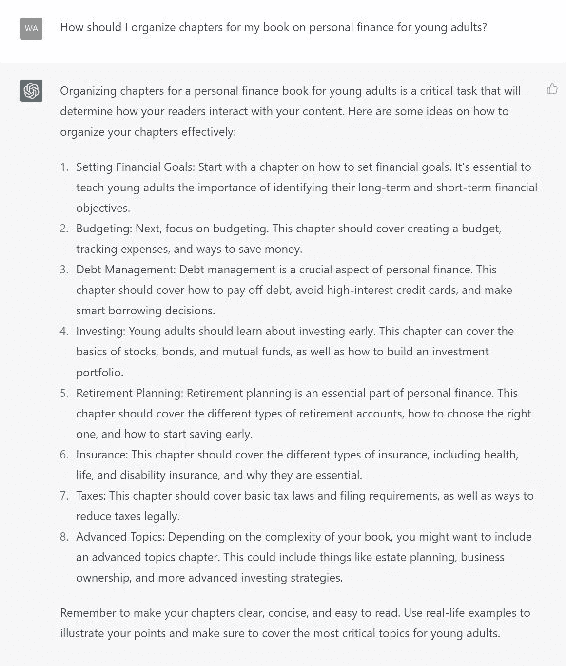 WA
How should I organize chapters for my book on personal finance for young adults?
Organizing chapters for a personal finance book for young adults is a critical task that will
determine how your readers interact with your content. Here are some ideas on how to
organize your chapters effectively:
1. Setting Financial Goals: Start with a chapter on how to set financial goals. It's essential to
teach young adults the importance of identifying their long-term and short-term financial
objectives.
2. Budgeting: Next, focus on budgeting. This chapter should cover creating a budget,
tracking expenses, and ways to save money.
3. Debt Management: Debt management is a crucial aspect of personal finance. This
chapter should cover how to pay off debt, avoid high-interest credit cards, and make
smart borrowing decisions.
4. Investing: Young adults should learn about investing early. This chapter can cover the
basics of stocks, bonds, and mutual funds, as well as how to build an investment
portfolio.
5. Retirement Planning: Retirement planning is an essential part of personal finance. This
chapter should cover the different types of retirement accounts, how to choose the right
one, and how to start saving early.
6. Insurance: This chapter should cover the different types of insurance, including health,
life, and disability insurance, and why they are essential.
7. Taxes: This chapter should cover basic tax laws and filing requirements, as well as ways to
reduce taxes legally.
8. Advanced Topics: Depending on the complexity of your book, you might want to include
an advanced topics chapter. This could include things like estate planning, business
ownership, and more advanced investing strategies.
Remember to make your chapters clear, concise, and easy to read. Use real-life examples to
illustrate your points and make sure to cover the most critical topics for young adults.